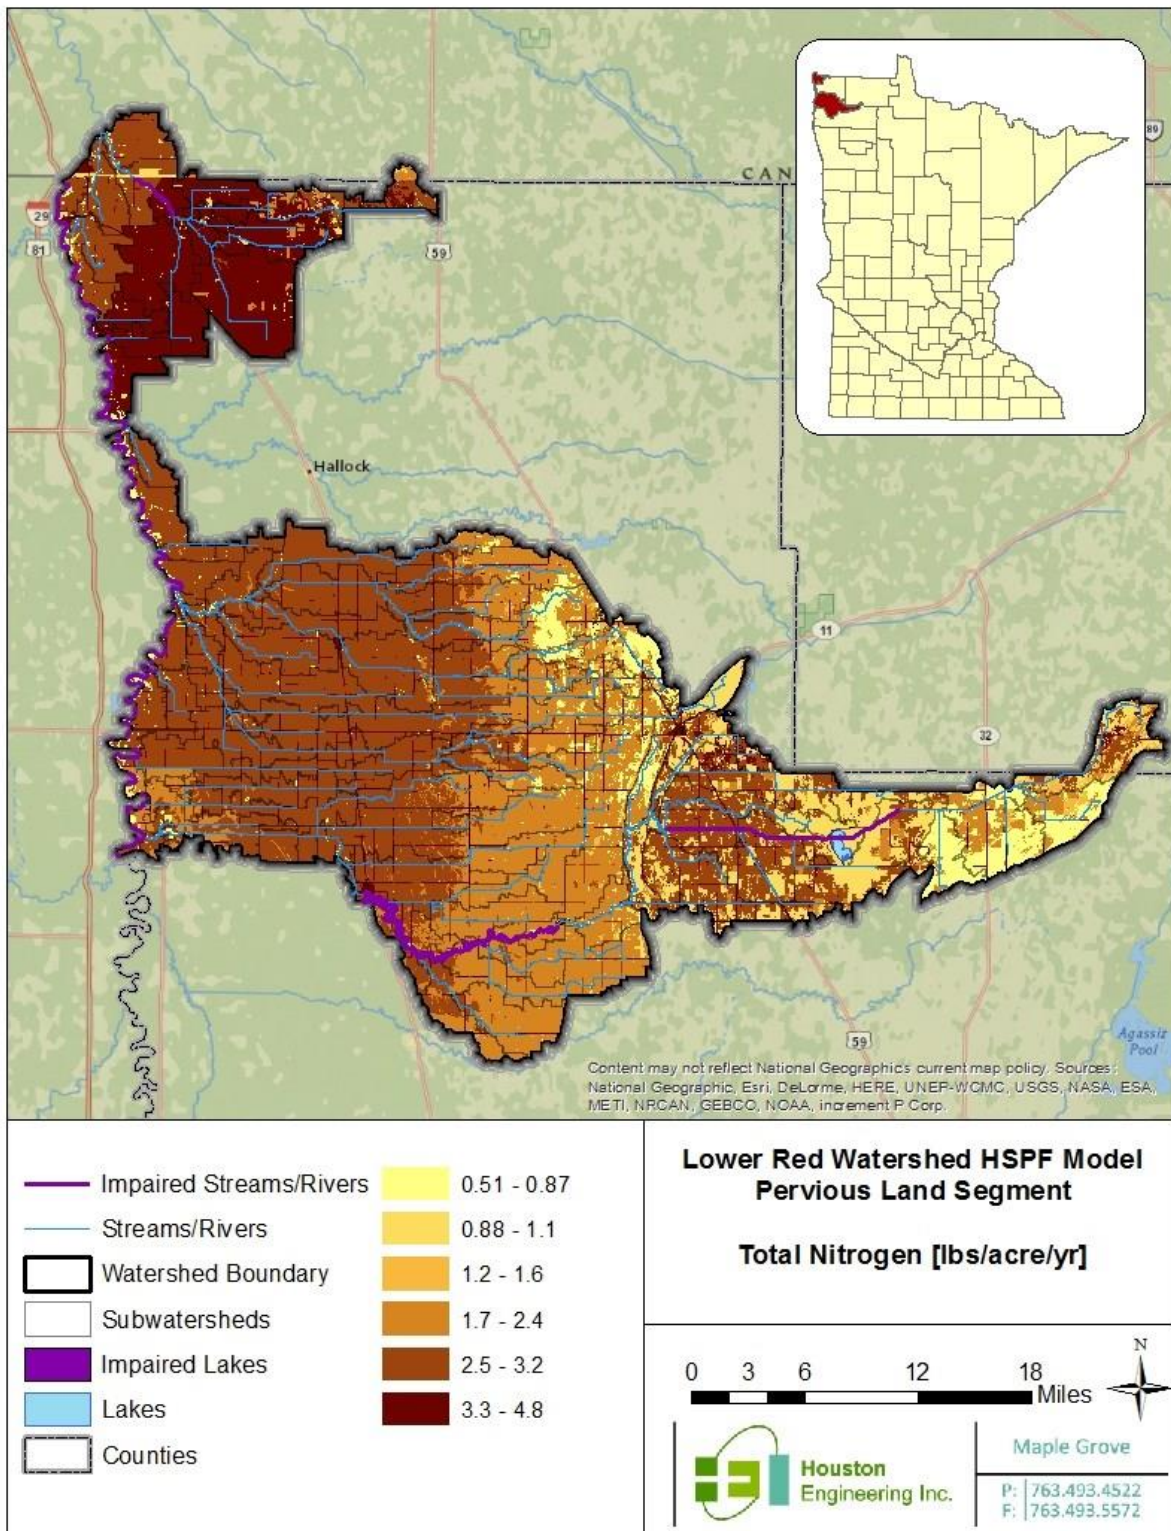 CAN
89
29
81
59
Hallock
11
32
59
Agassiz
Pool
Content may not reflect National Geographic's current map policy. Sources:
National Geographic, Esri, DeLorme, HERE, UNEP-WCMC, USGS, NASA, ESA,
METI, NRCAN, GEBCO, NOAA, increment P Corp.
Impaired Streams/Rivers
Streams/Rivers
Watershed Boundary
Subwatersheds
Impaired Lakes
Lakes
Counties
0.51 - 0.87
0.88 - 1.1
1.2 - 1.6
1.7 - 2.4
2.5 - 3.2
3.3 - 4.8
Lower Red Watershed HSPF Model
Pervious Land Segment
Total Nitrogen [lbs/acre/yr]
0 3 6 12 18
Miles
N
Houston
Engineering Inc.
Maple Grove
P: 763.493.4522
F: 763.493.5572